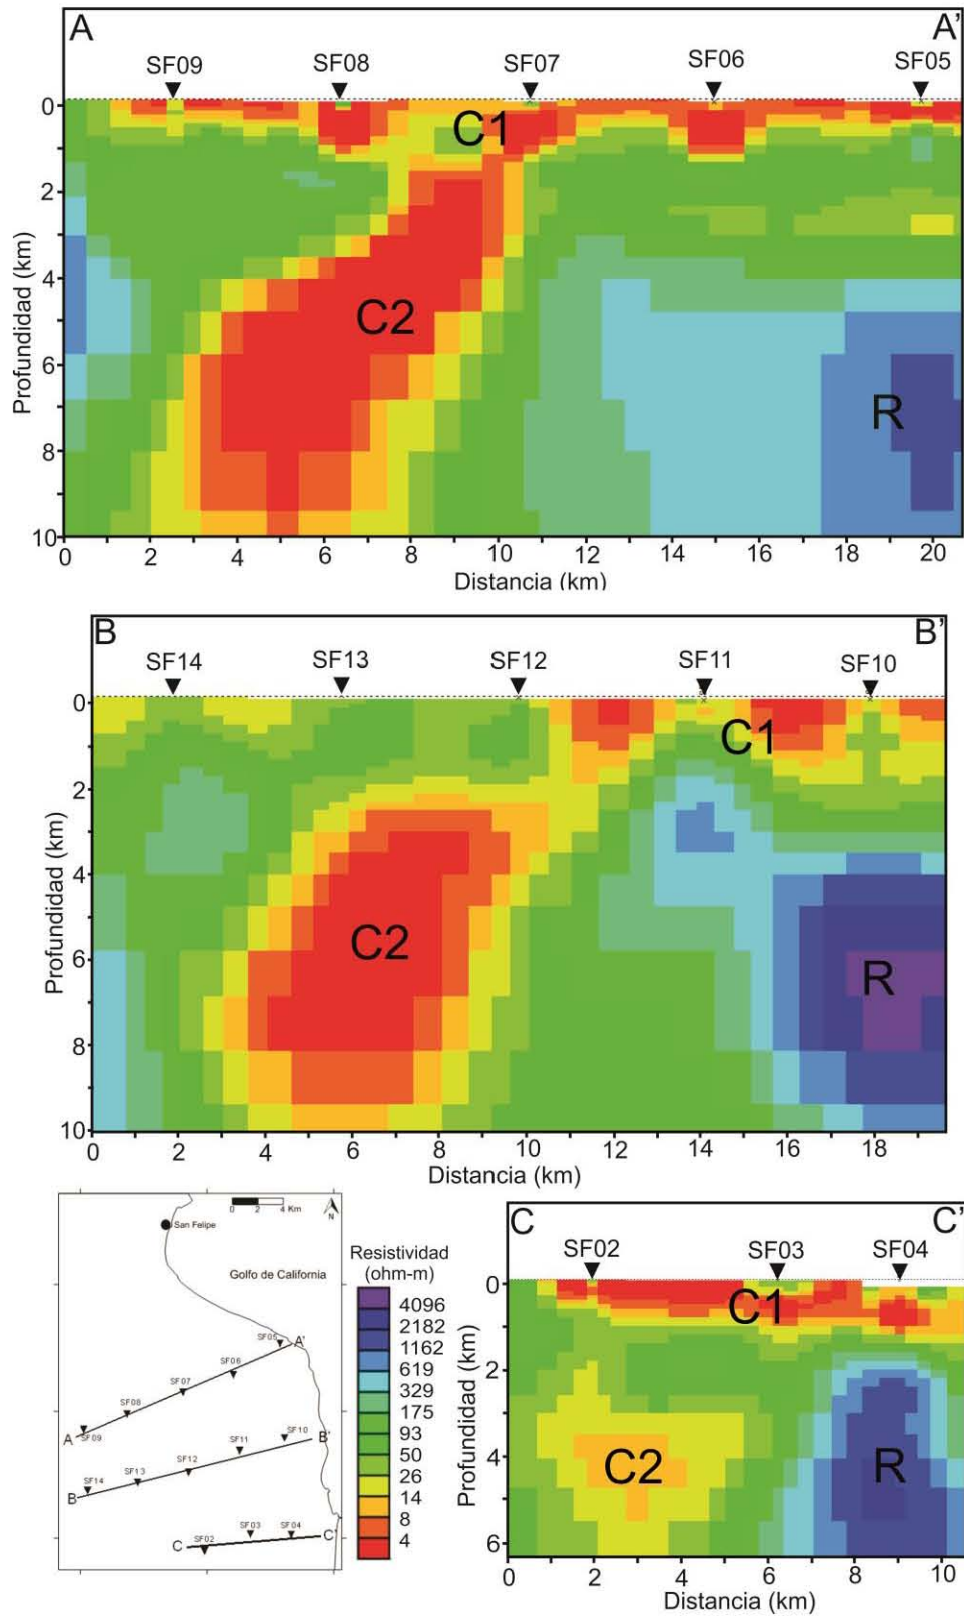 A A'
SF09 SF08 SF07 SF06 SF05
C1
C2
R
Profundidad (km)
0
2
4
6
8
10
0 2 4 6 8 10 12 14 16 18 20
Distancia (km)
B B'
SF14 SF13 SF12 SF11 SF10
C1
C2
R
Profundidad (km)
0
2
4
6
8
10
0 2 4 6 8 10 12 14 16 18
Distancia (km)
0 2 4 Km
N
San Felipe
Golfo de California
SF05 A'
SF06
SF07
SF08
A SF09
SF10 B'
SF11
SF12
SF13
SF14
B
SF03 SF04 C'
C SF02
Resistividad
(ohm-m)
4096
2182
1162
619
329
175
93
50
26
14
8
4
C C'
SF02 SF03 SF04
C1
C2
R
Profundidad (km)
0
2
4
6
0 2 4 6 8 10
Distancia (km)